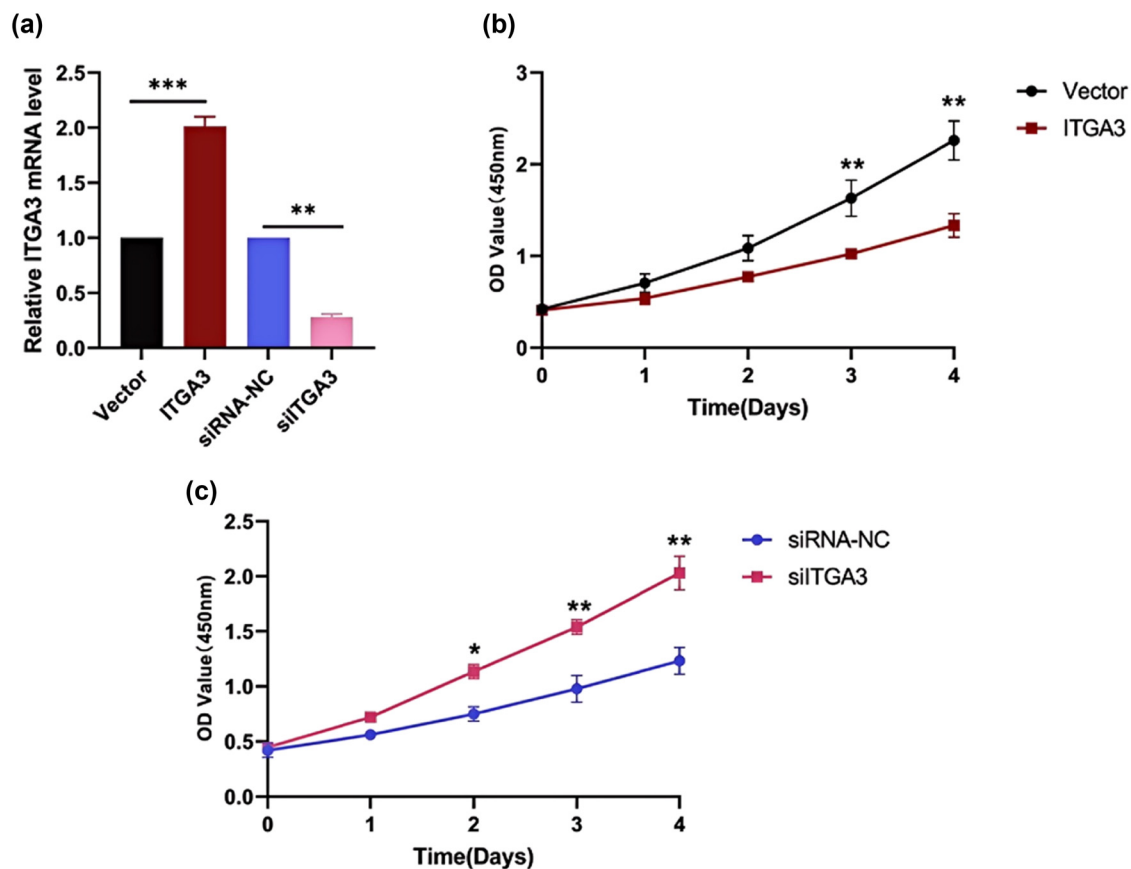 (a)
Relative ITGA3 mRNA level
2.5
2.0
1.5
1.0
0.5
0.0
***
**
Vector
ITGA3
siRNA-NC
siITGA3
(b)
OD Value(450nm)
3
2
1
0
**
**
0 1 2 3 4
Time(Days)
Vector
ITGA3
(c)
OD Value(450nm)
2.5
2.0
1.5
1.0
0.5
0.0
*
**
**
0 1 2 3 4
Time(Days)
siRNA-NC
siITGA3